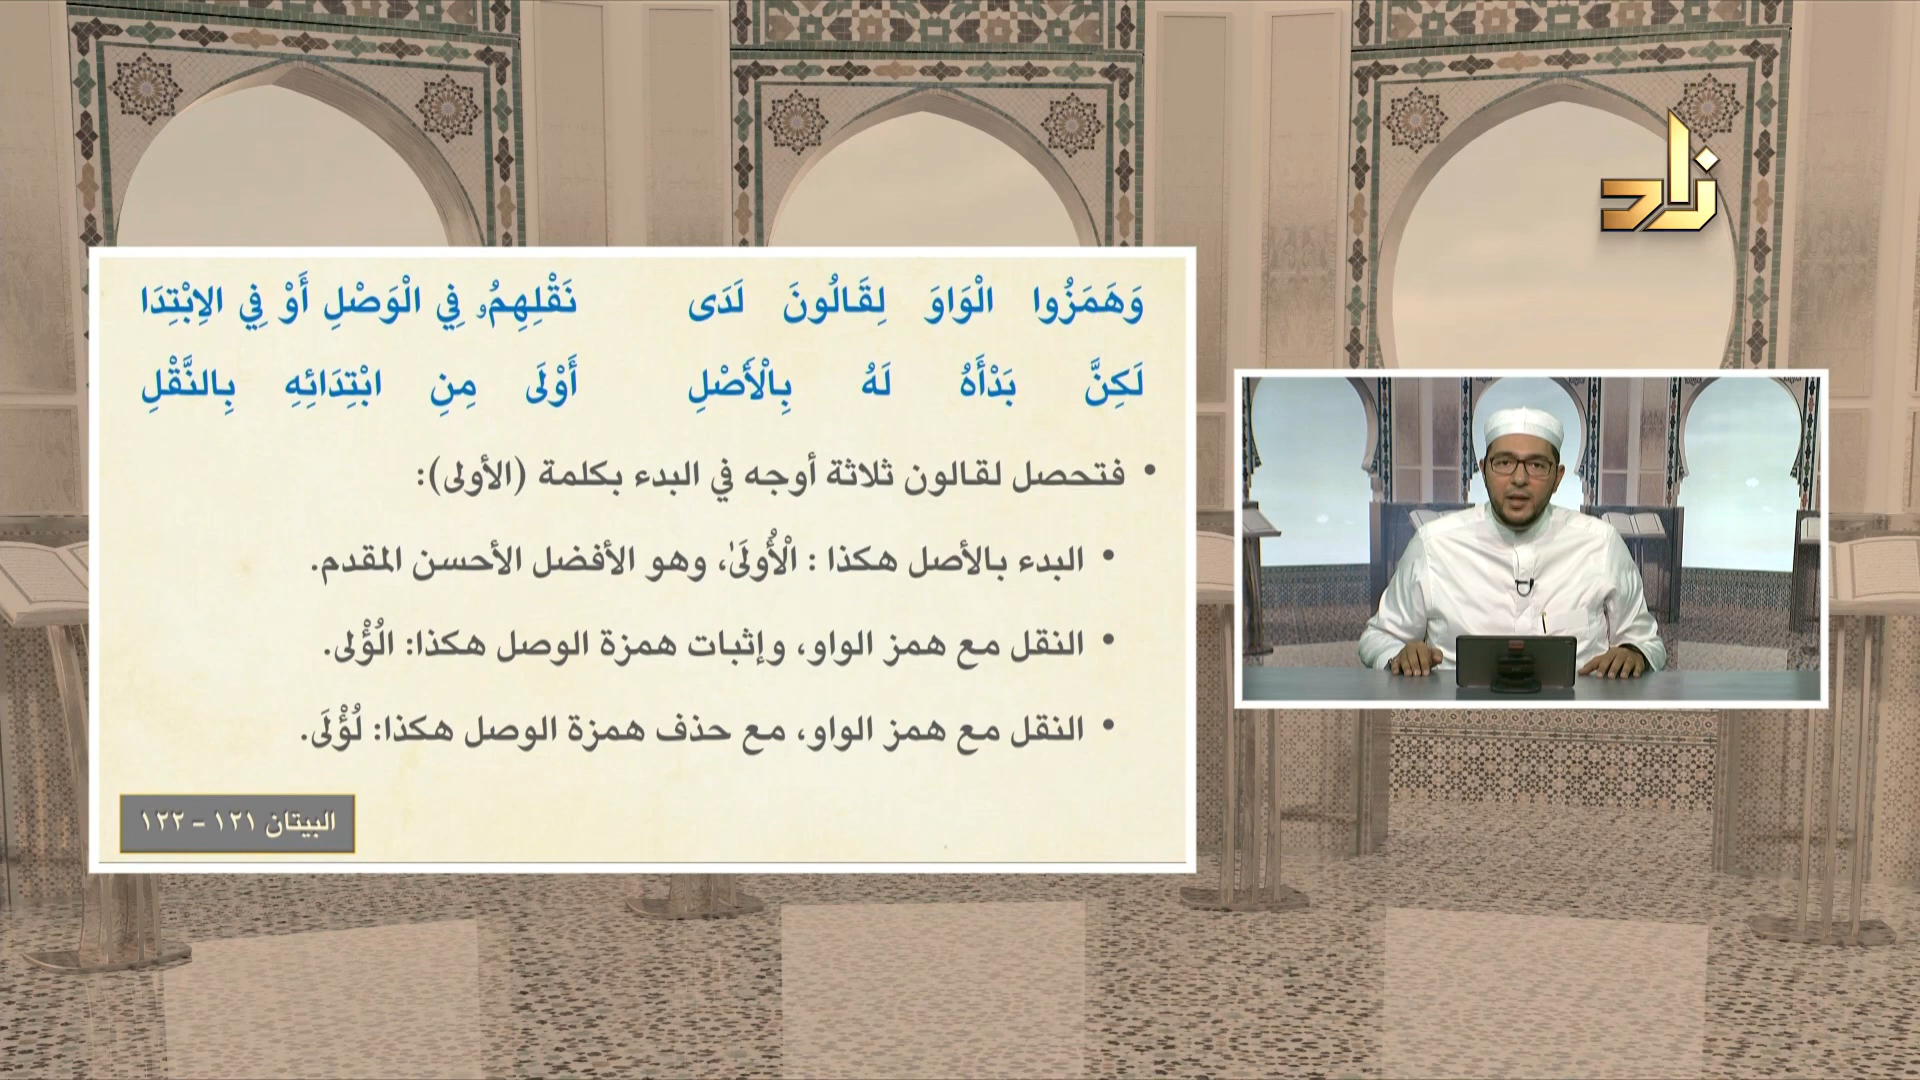 زاد
وَهَمَزُوا الْوَاوَ لِقَالُونَ لَدَى نَقْلِهِمُۥ فِي الْوَصْلِ أَوْ فِي الِابْتِدَا
لَكِنَّ بَدْأَهُ لَهُ بِالْأَصْلِ أَوْلَى مِنِ ابْتِدَائِهِ بِالنَّقْلِ
• فتحصل لقالون ثلاثة أوجه في البدء بكلمة (الأولى):
• البدء بالأصل هكذا : الْأُولَىٰ، وهو الأفضل الأحسن المقدم.
• النقل مع همز الواو، وإثبات همزة الوصل هكذا: الُؤْلى.
• النقل مع همز الواو، مع حذف همزة الوصل هكذا: لُؤْلَى.
البيتان ١٢١ - ١٢٢